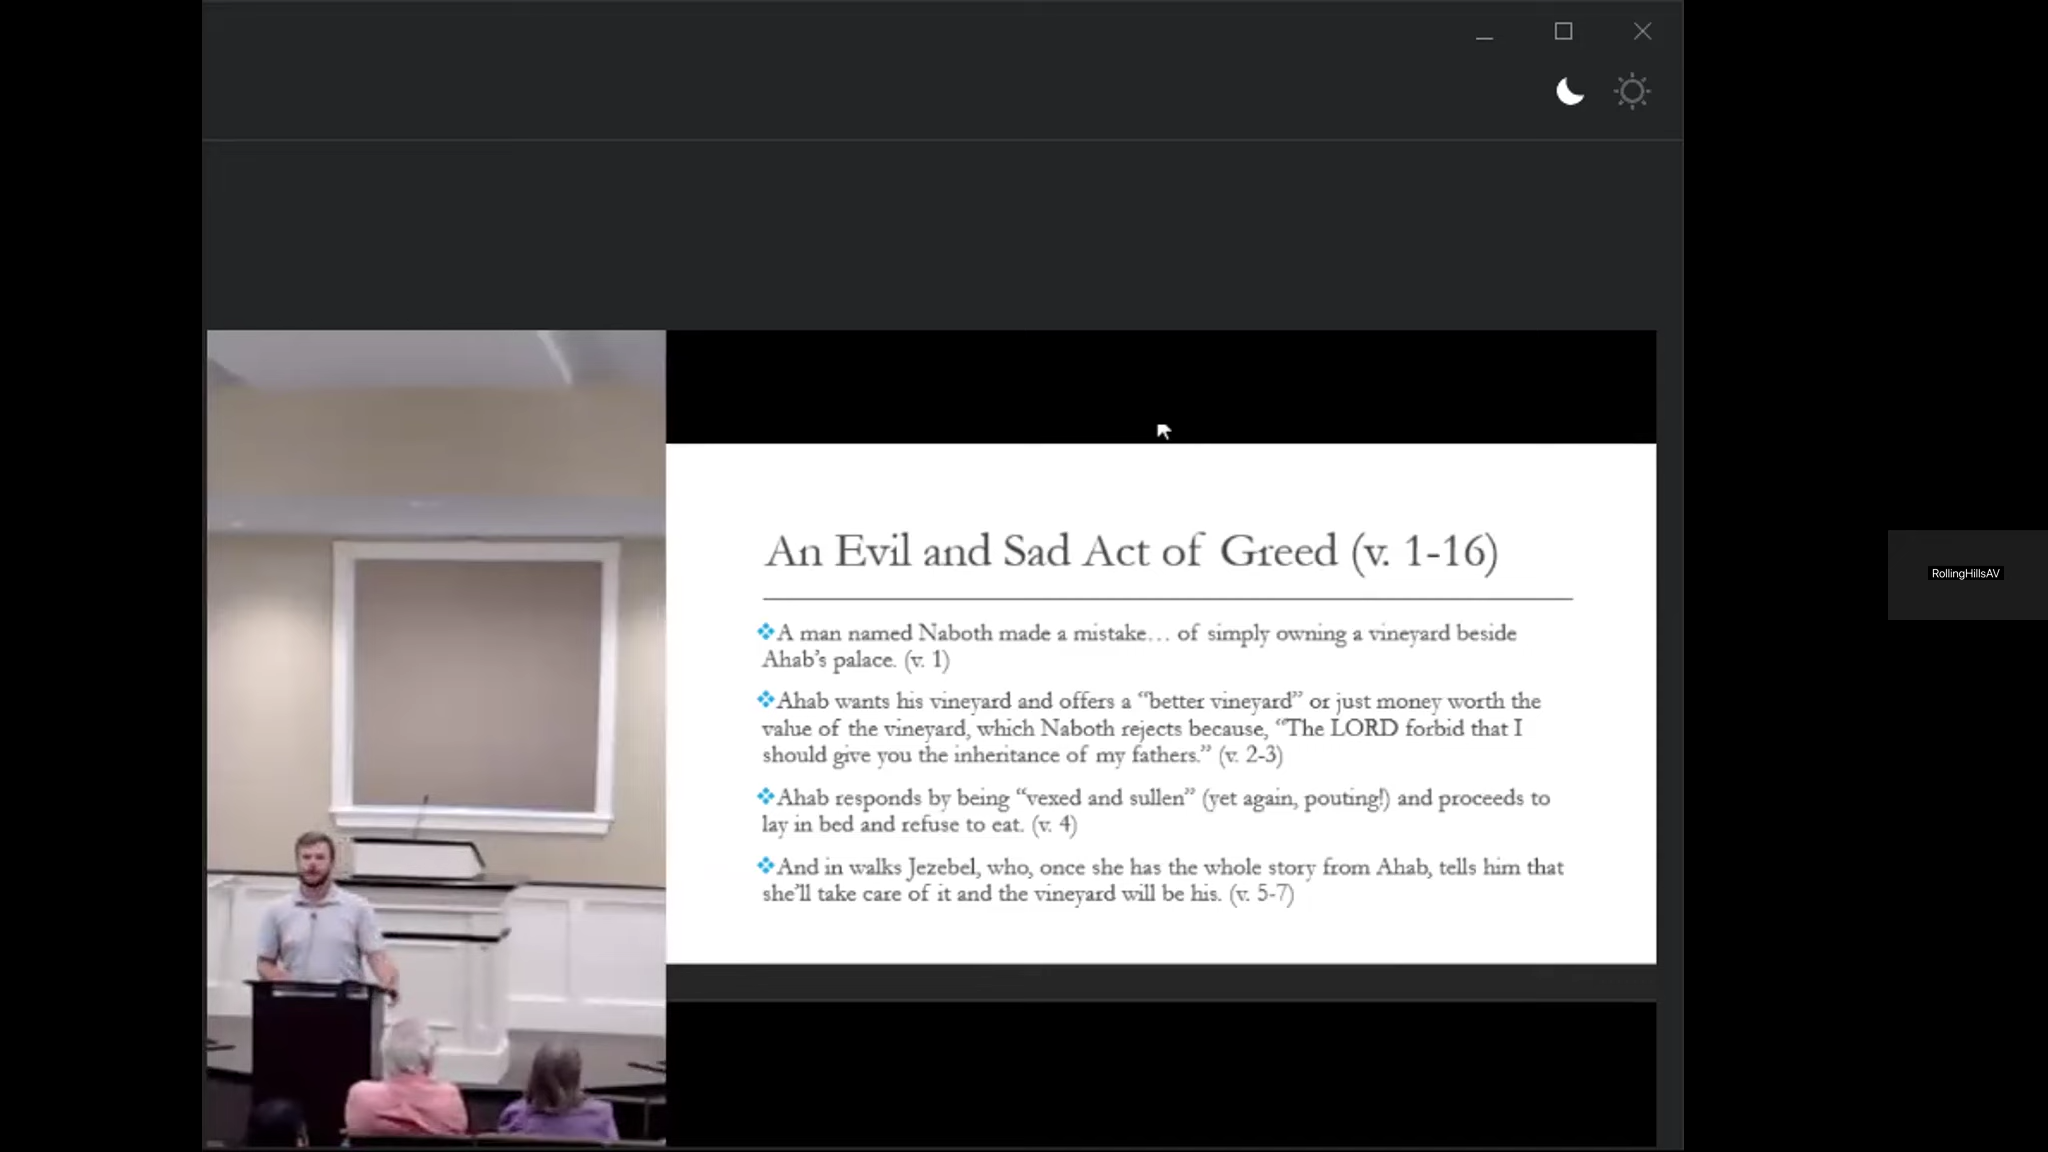 An Evil and Sad Act of Greed (v. 1-16)
❖A man named Naboth made a mistake… of simply owning a vineyard beside
Ahab’s palace. (v. 1)
❖Ahab wants his vineyard and offers a “better vineyard” or just money worth the
value of the vineyard, which Naboth rejects because, “The LORD forbid that I
should give you the inheritance of my fathers.” (v. 2-3)
❖Ahab responds by being “vexed and sullen” (yet again, pouting!) and proceeds to
lay in bed and refuse to eat. (v. 4)
❖And in walks Jezebel, who, once she has the whole story from Ahab, tells him that
she’ll take care of it and the vineyard will be his. (v. 5-7)
RollingHillsAV